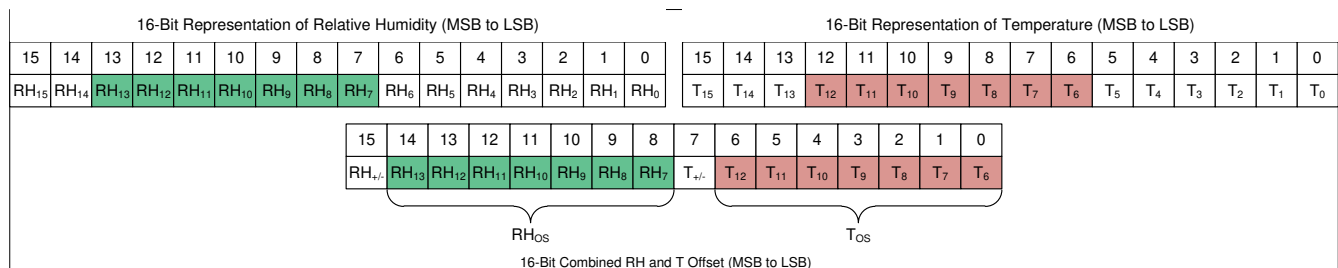 16-Bit Representation of Relative Humidity (MSB to LSB) 16-Bit Representation of Temperature (MSB to LSB)
15 14 13 12 11 10 9 8 7 6 5 4 3 2 1 0 15 14 13 12 11 10 9 8 7 6 5 4 3 2 1 0
RH15 RH14 RH13 RH12 RH11 RH10 RH9 RH8 RH7 RH6 RH5 RH4 RH3 RH2 RH1 RH0 T15 T14 T13 T12 T11 T10 T9 T8 T7 T6 T5 T4 T3 T2 T1 T0
15 14 13 12 11 10 9 8 7 6 5 4 3 2 1 0
RH+/- RH13 RH12 RH11 RH10 RH9 RH8 RH7 T+/- T12 T11 T10 T9 T8 T7 T6
RHOS TOS
16-Bit Combined RH and T Offset (MSB to LSB)